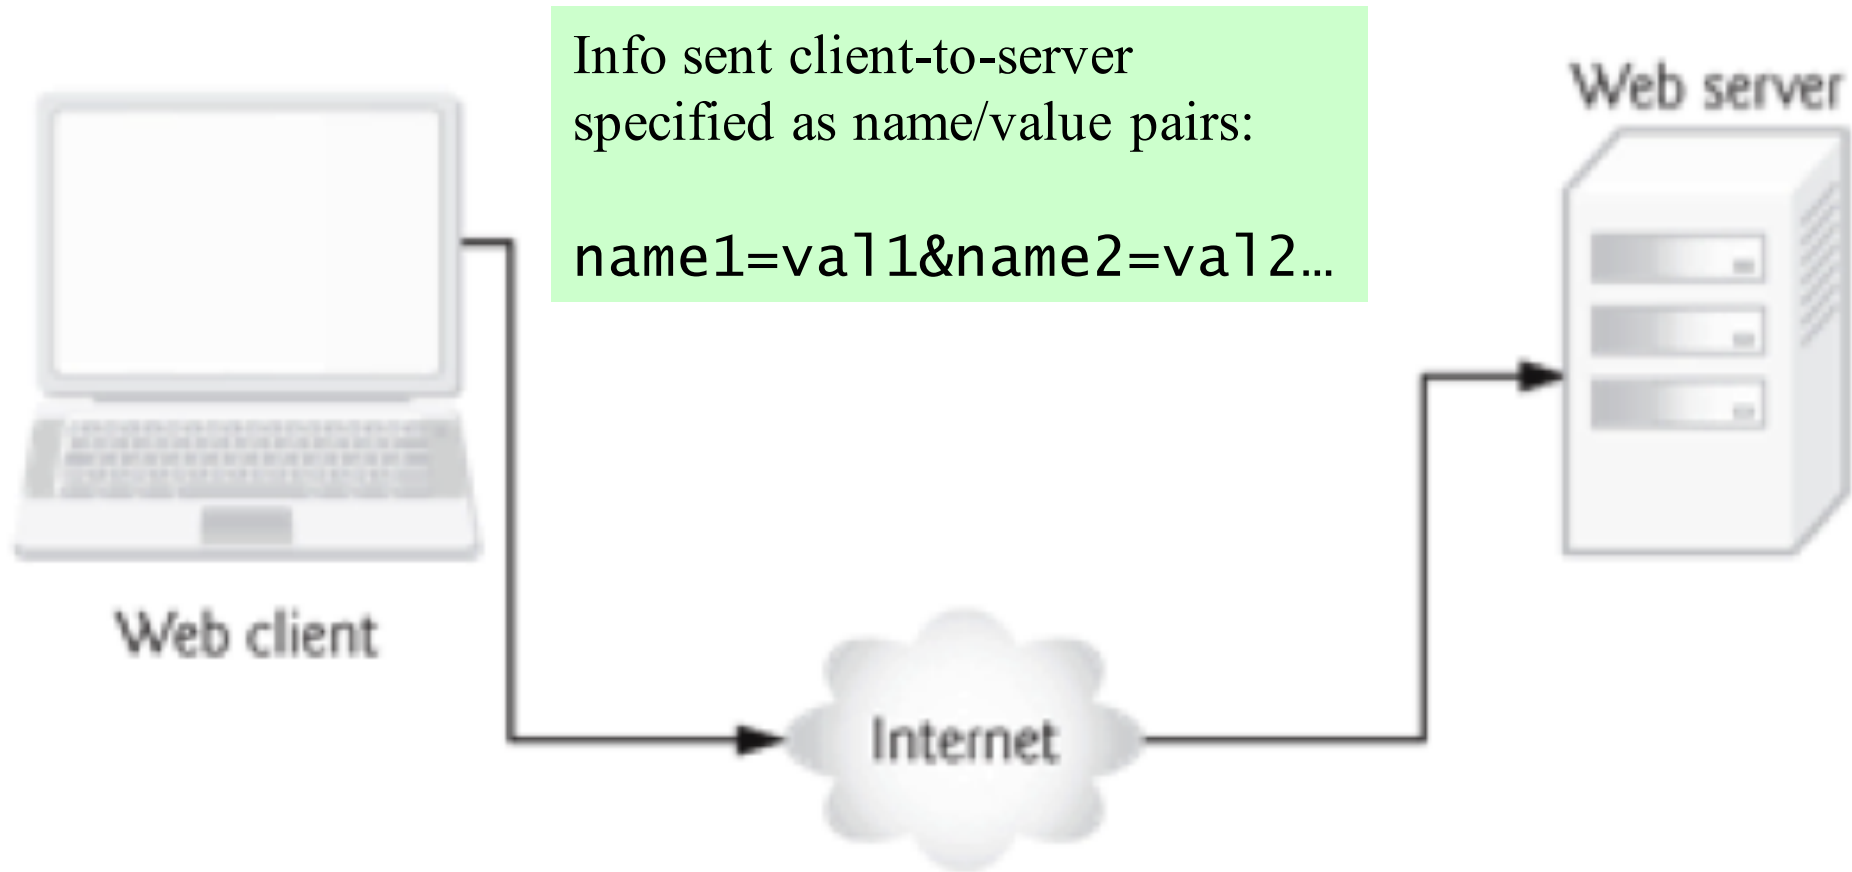 Info sent client-to-server
specified as name/value pairs:
name1=val1&name2=val2…
Web server
Web client
Internet